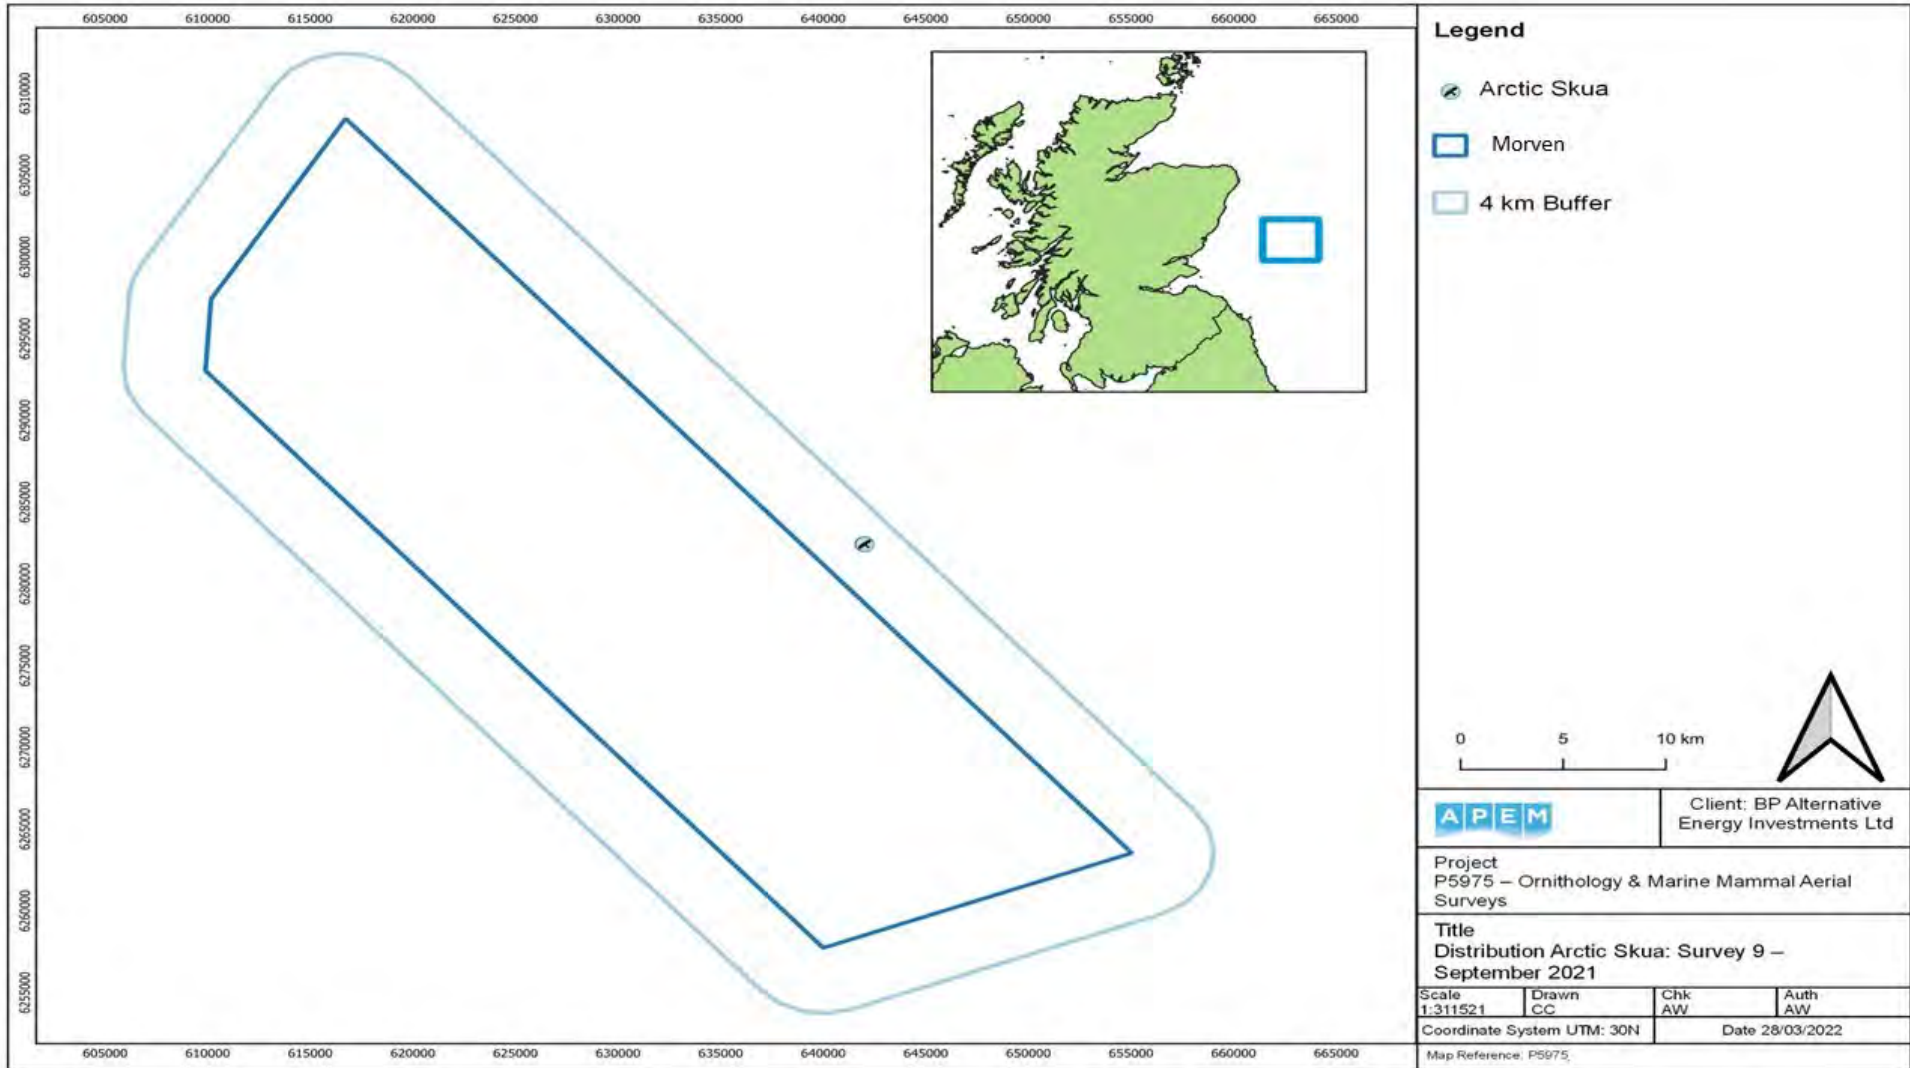 605000 610000 615000 620000 625000 630000 635000 640000 645000 650000 655000 660000 665000
6310000
6305000
6300000
6295000
6290000
6285000
6280000
6275000
6270000
6265000
6260000
6255000
605000 610000 615000 620000 625000 630000 635000 640000 645000 650000 655000 660000 665000
Legend
Arctic Skua
Morven
4 km Buffer
0 5 10 km
APEM
Client: BP Alternative
Energy Investments Ltd
Project
P5975 – Ornithology & Marine Mammal Aerial
Surveys
Title
Distribution Arctic Skua: Survey 9 –
September 2021
Scale Drawn Chk Auth
1:311521 CC AW AW
Coordinate System UTM: 30N Date 28/03/2022
Map Reference: P5975